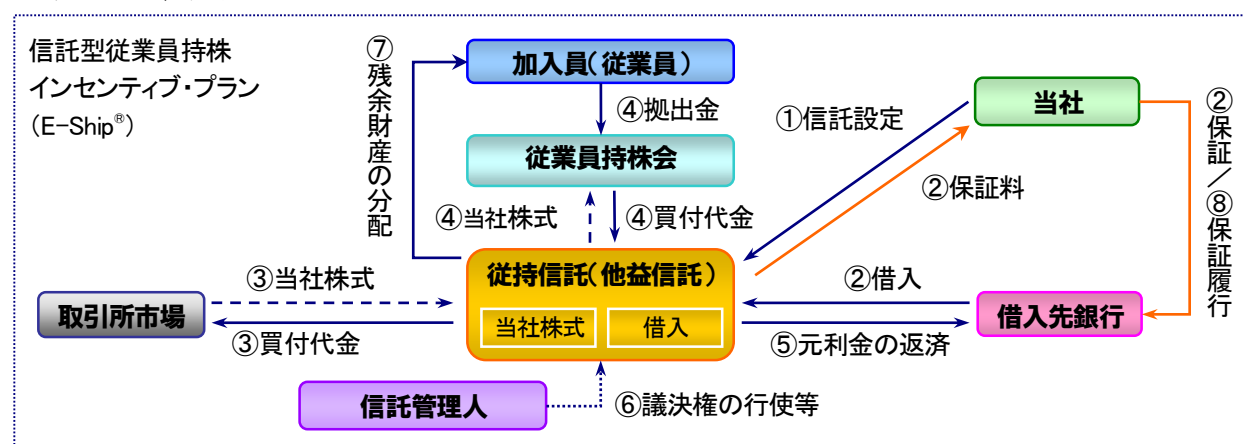 信託型従業員持株
インセンティブ・プラン
(E-Ship®)
⑦残余財産の分配
加入員(従業員)
④拠出金
従業員持株会
④当社株式
④買付代金
①信託設定
当社
②保証料
②保証/⑧保証履行
従持信託(他益信託)
当社株式
借入
③当社株式
取引所市場
③買付代金
②借入
借入先銀行
⑤元利金の返済
信託管理人
⑥議決権の行使等